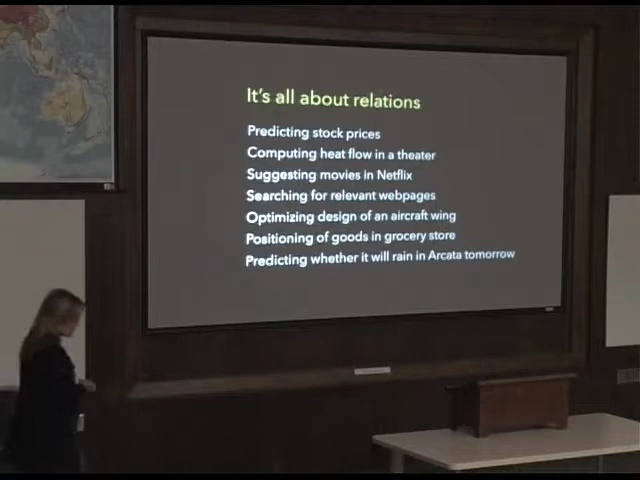 It's all about relations
Predicting stock prices
Computing heat flow in a theater
Suggesting movies in Netflix
Searching for relevant webpages
Optimizing design of an aircraft wing
Positioning of goods in grocery store
Predicting whether it will rain in Arcata tomorrow